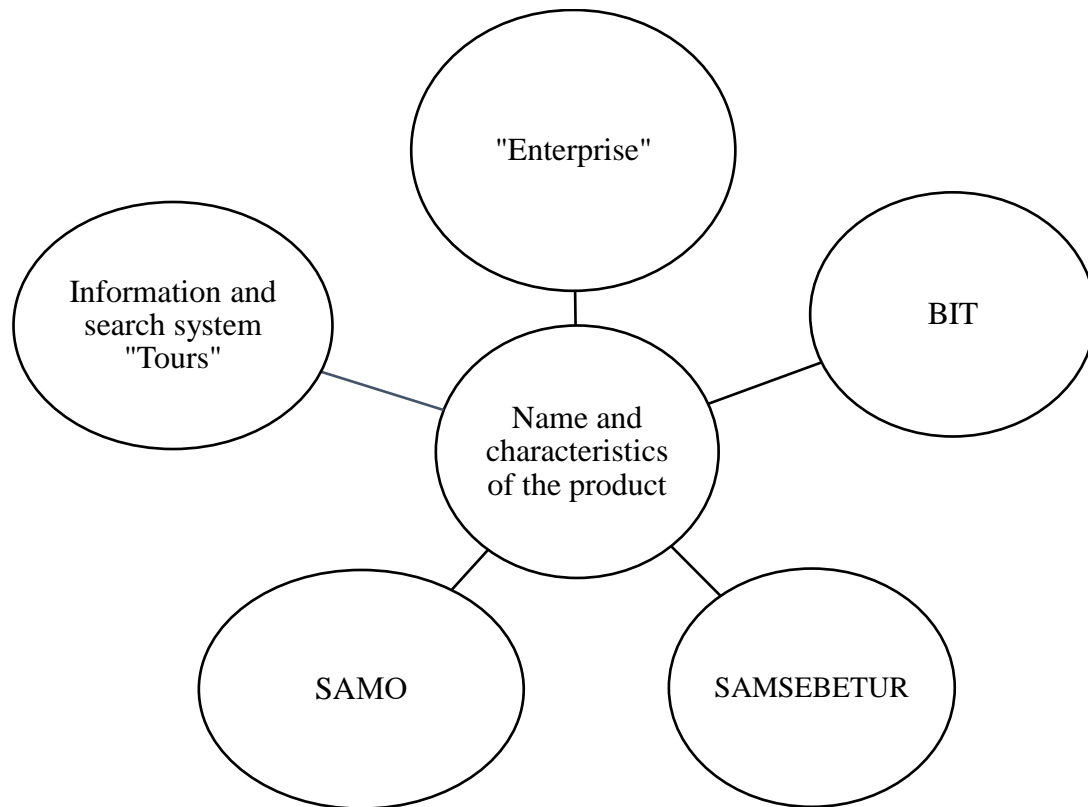 "Enterprise"
Information and
search system
"Tours"
BIT
Name and
characteristics
of the product
SAMO
SAMSEBETUR